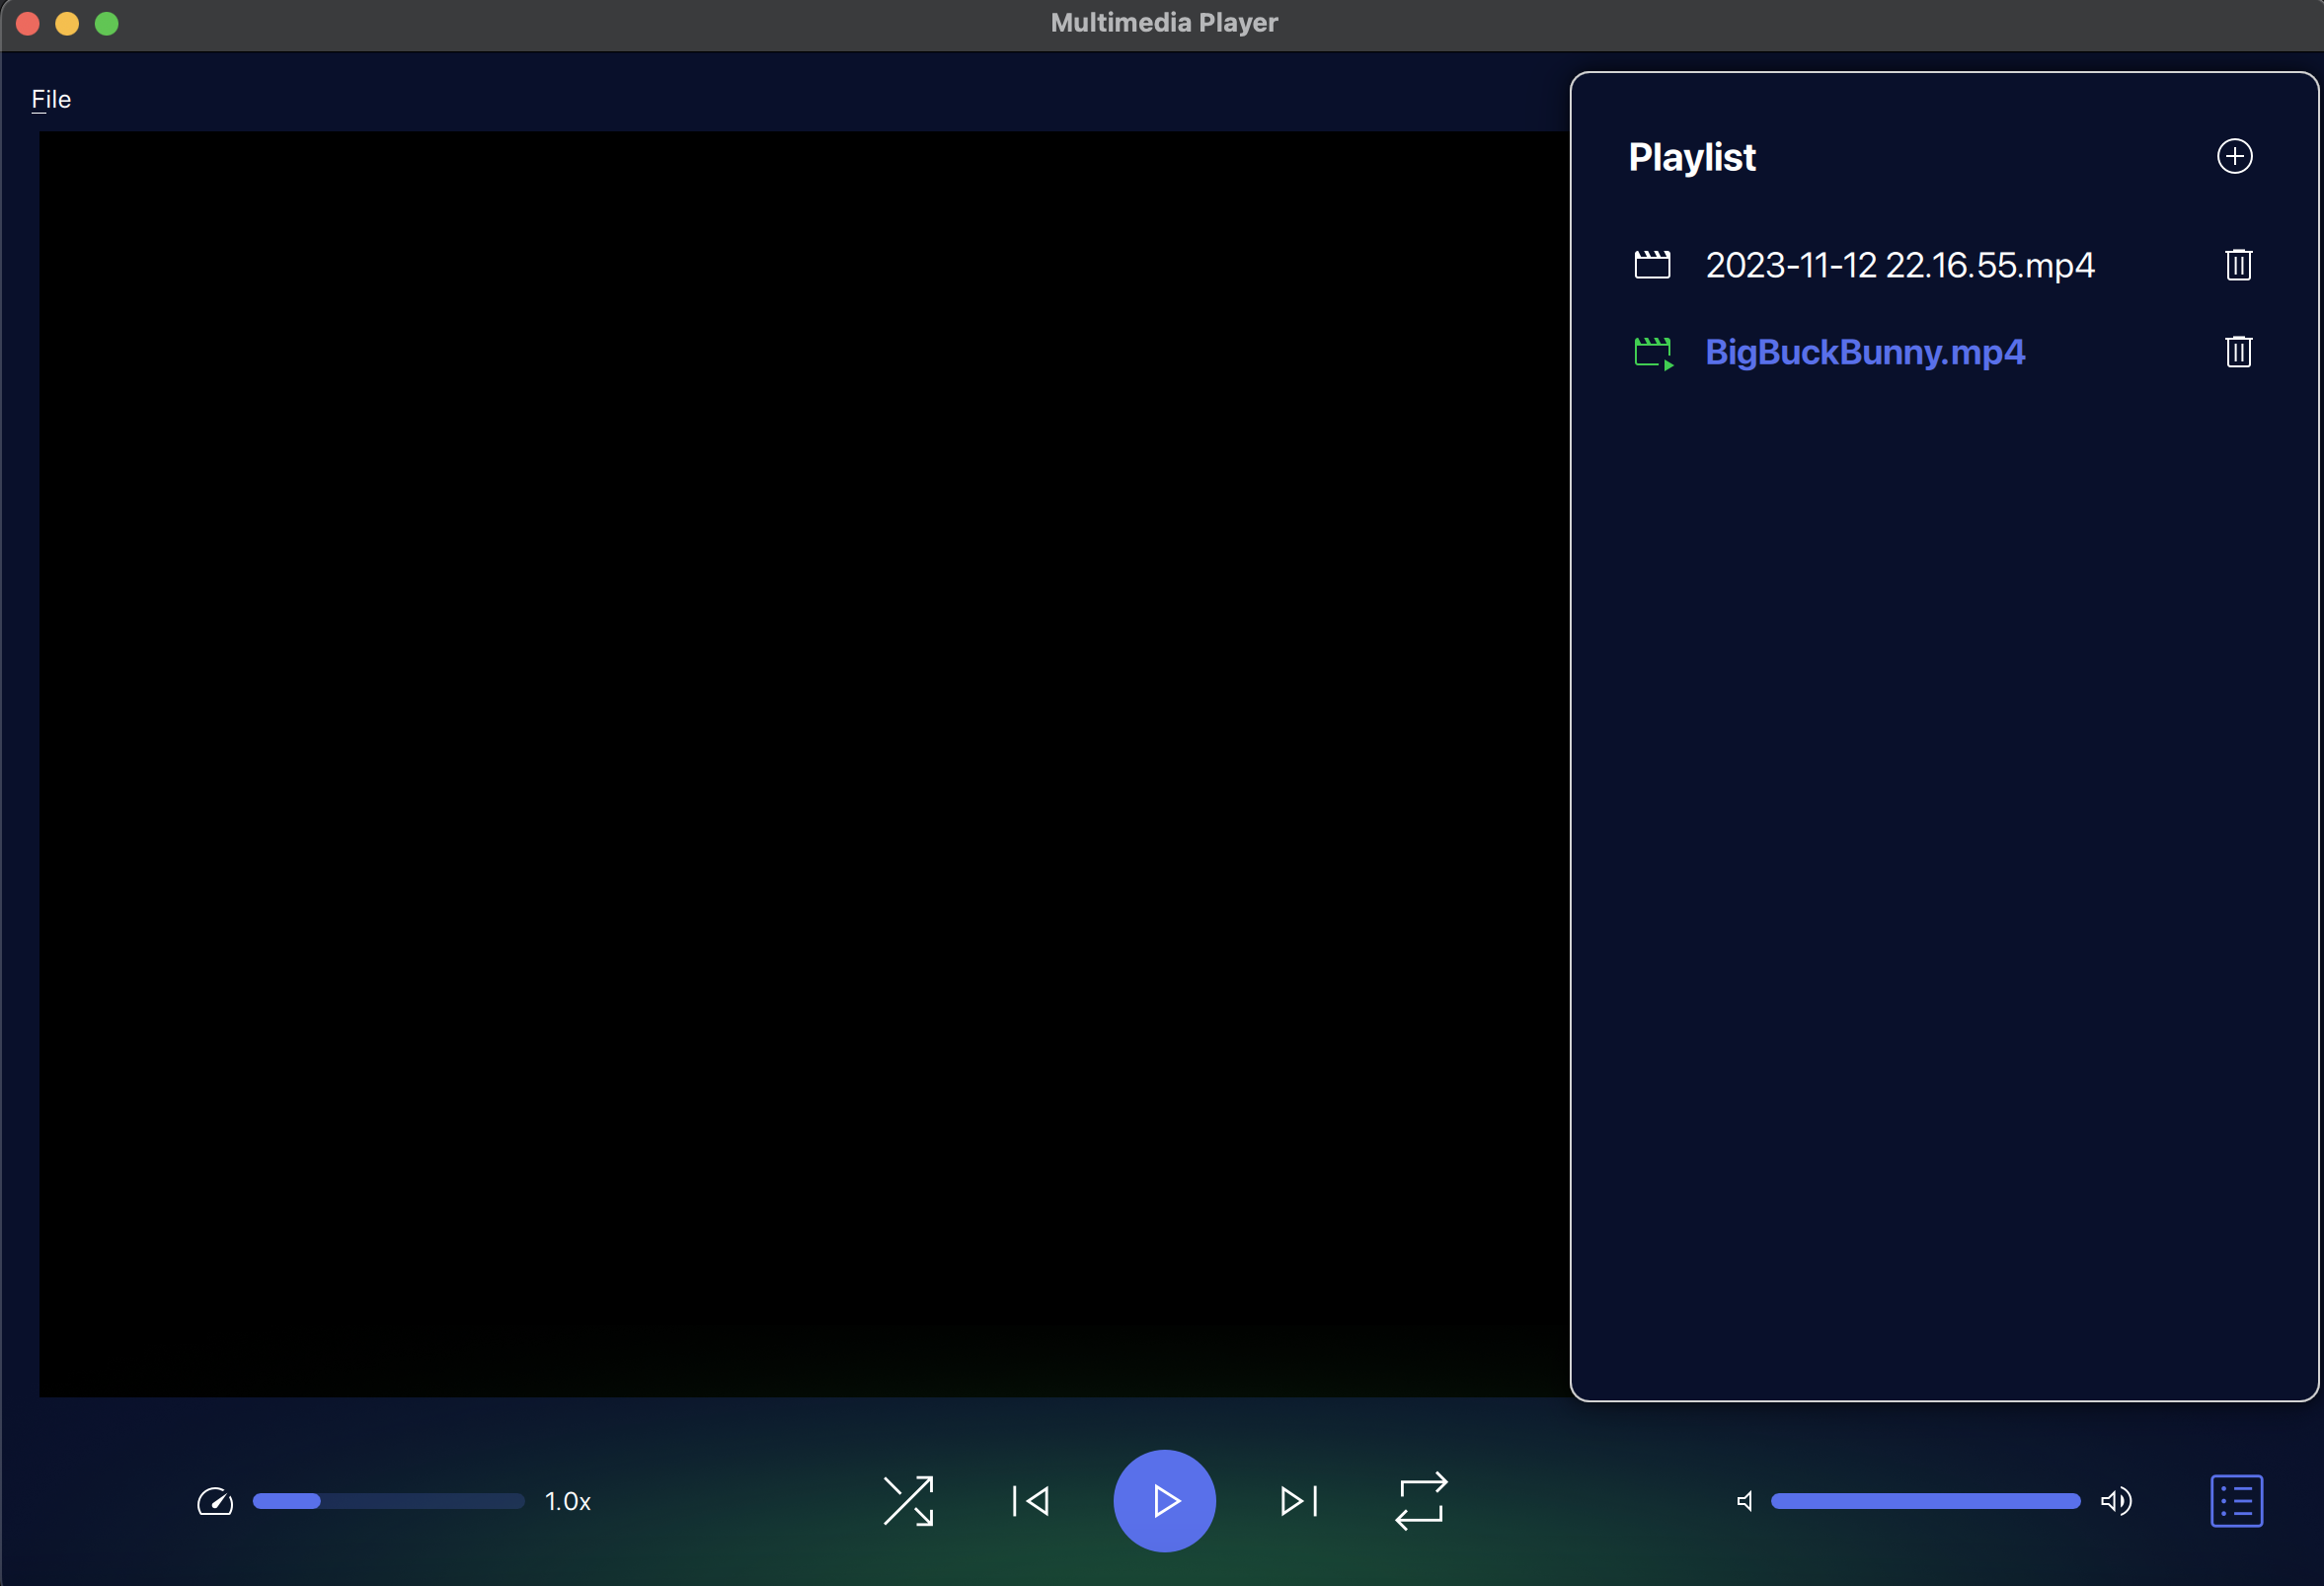 Multimedia Player
File
Playlist
2023-11-12 22.16.55.mp4
BigBuckBunny.mp4
1.0x